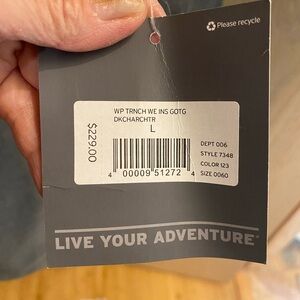 Please recycle
WP TRNCH WE INS GOTG
DKCHARCHTR
L
$229.00
DEPT 006
STYLE 7348
COLOR 123
SIZE 0060
4 00009 51272 4
LIVE YOUR ADVENTURE